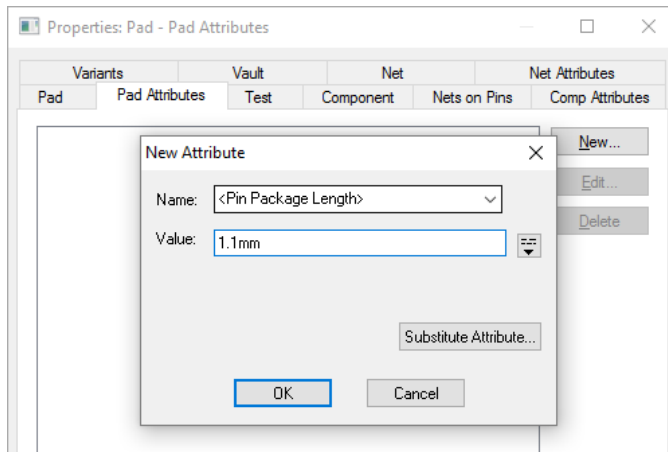 Properties: Pad - Pad Attributes
Variants Vault Net Net Attributes
Pad Pad Attributes Test Component Nets on Pins Comp Attributes
New...
Edit...
Delete
New Attribute
Name: <Pin Package Length>
Value: 1.1mm
Substitute Attribute...
OK Cancel